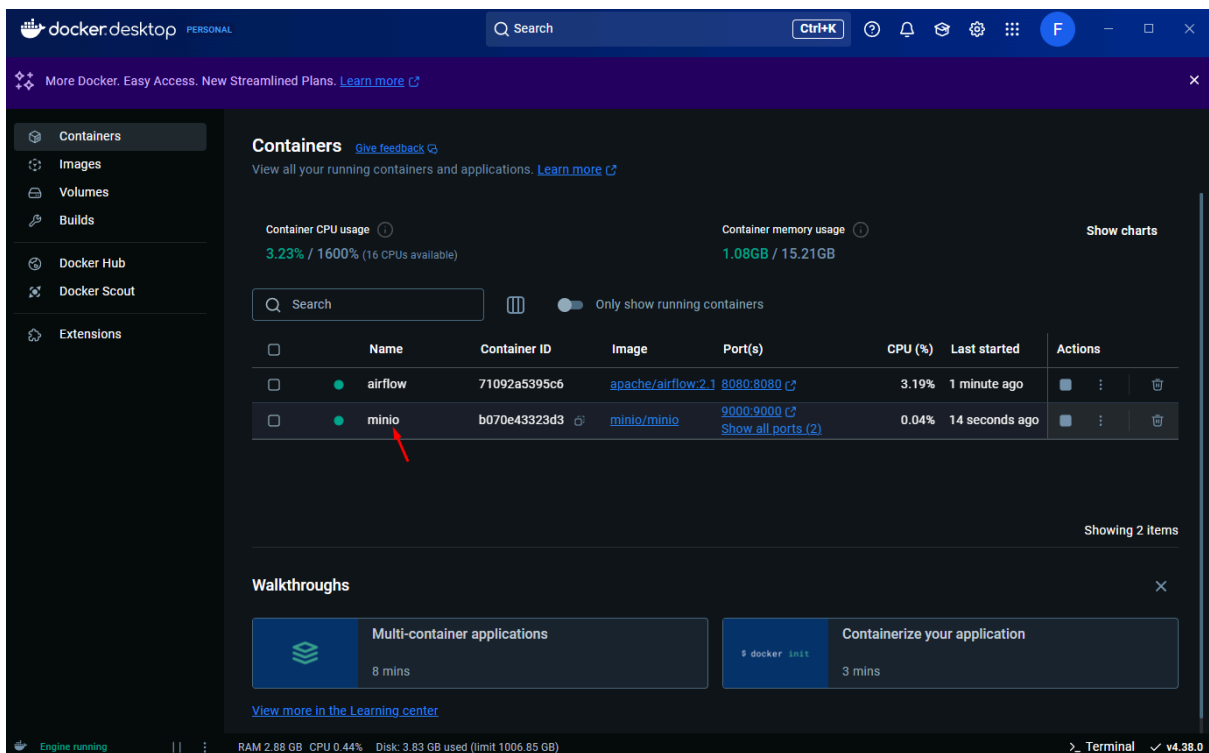 docker.desktop PERSONAL Search Ctrl+K F
More Docker. Easy Access. New Streamlined Plans. Learn more
Containers
Images
Volumes
Builds
Docker Hub
Docker Scout
Extensions
Containers Give feedback
View all your running containers and applications. Learn more
Container CPU usage
3.23% / 1600% (16 CPUs available)
Container memory usage
1.08GB / 15.21GB
Show charts
Search Only show running containers
Name Container ID Image Port(s) CPU (%) Last started Actions
airflow 71092a5395c6 apache/airflow:2.1 8080:8080 3.19% 1 minute ago
minio b070e43323d3 minio/minio 9000:9000 0.04% 14 seconds ago
Show all ports (2)
Showing 2 items
Walkthroughs
Multi-container applications
8 mins
$ docker init
Containerize your application
3 mins
View more in the Learning center
Engine running RAM 2.88 GB CPU 0.44% Disk: 3.83 GB used (limit 1006.85 GB) >_ Terminal v4.38.0